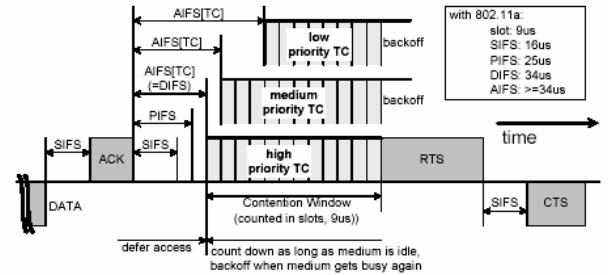 AIFS[TC]
low
priority TC
backoff
with 802.11a:
slot: 9us
SIFS: 16us
PIFS: 25us
DIFS: 34us
AIFS: >=34us
AIFS[TC]
AIFS[TC]
(=DIFS)
medium
priority TC
backoff
PIFS
time
SIFS
ACK
SIFS
high
priority TC
RTS
DATA
Contention Window
(counted in slots, 9us))
SIFS
CTS
defer access
count down as long as medium is idle,
backoff when medium gets busy again